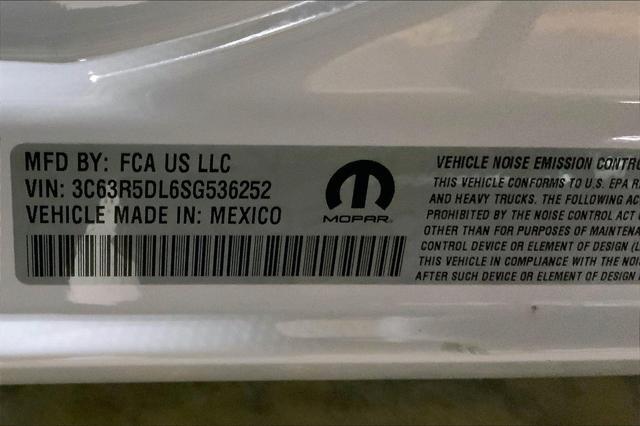 MFD BY: FCA US LLC
VIN: 3C63R5DL6SG536252
VEHICLE MADE IN: MEXICO
MOPAR
VEHICLE NOISE EMISSION
THIS VEHICLE CONFORMS TO U.S. EPA
AND HEAVY TRUCKS. THE FOLLOWING
PROHIBITED BY THE NOISE CONTROL ACT
OTHER THAN FOR PURPOSES OF
CONTROL DEVICE OR ELEMENT OF DESIGN
THIS VEHICLE IN COMPLIANCE WITH THE
AFTER SUCH DEVICE OR ELEMENT OF DESIGN